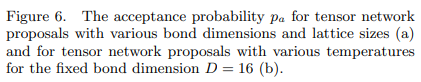 Figure 6. The acceptance probability pₐ for tensor network
proposals with various bond dimensions and lattice sizes (a)
and for tensor network proposals with various temperatures
for the fixed bond dimension D = 16 (b).